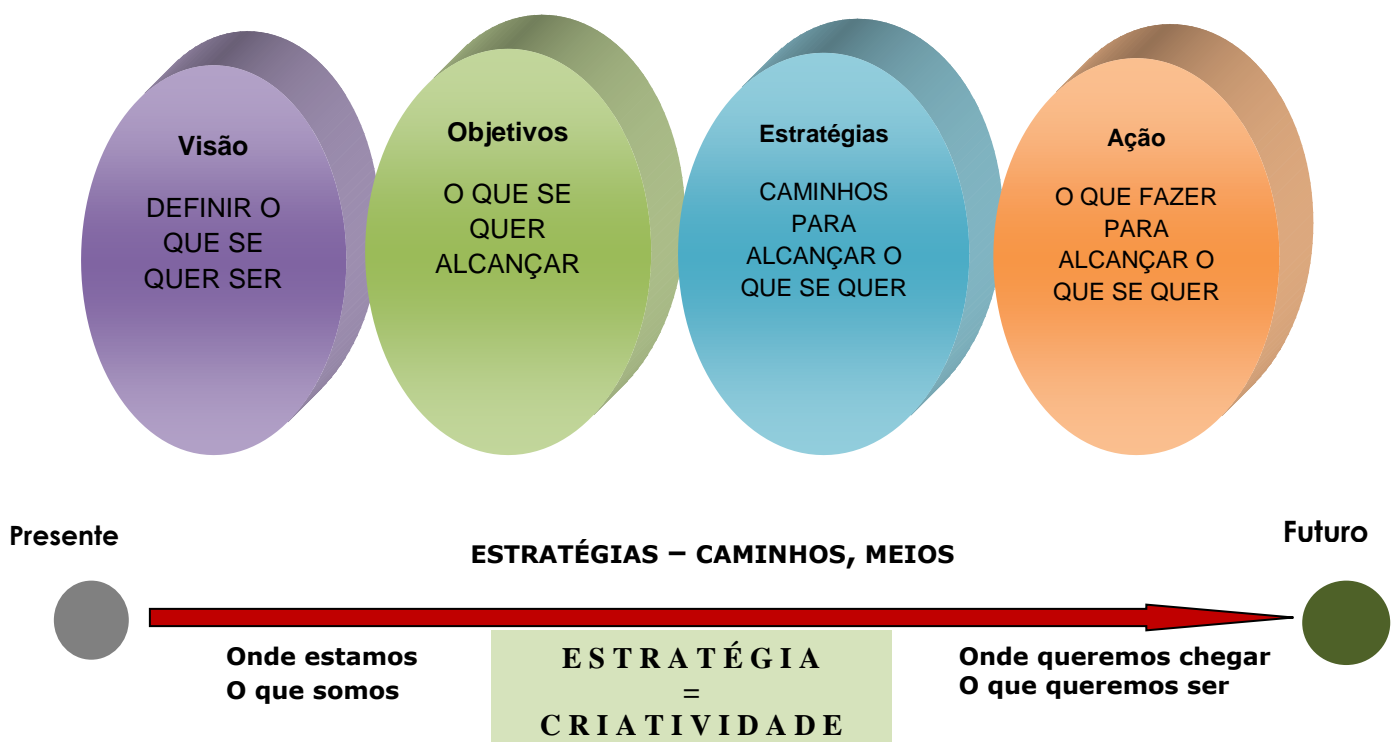 Visão
DEFINIR O
QUE SE
QUER SER
Objetivos
O QUE SE
QUER
ALCANÇAR
Estratégias
CAMINHOS
PARA
ALCANÇAR O
QUE SE QUER
Ação
O QUE FAZER
PARA
ALCANÇAR O
QUE SE QUER
Presente
ESTRATÉGIAS – CAMINHOS, MEIOS
Futuro
Onde estamos
O que somos
ESTRATÉGIA
=
CRIATIVIDADE
Onde queremos chegar
O que queremos ser